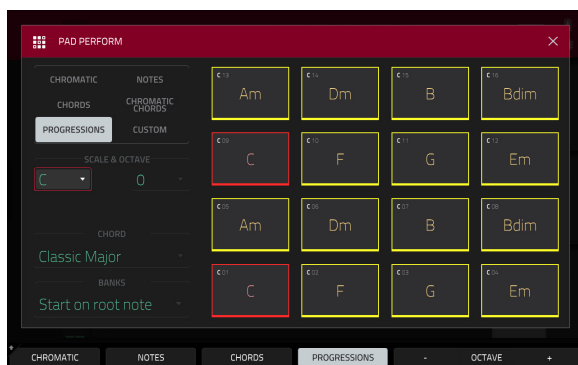 PAD PERFORM
CHROMATIC NOTES
CHORDS CHROMATIC CHORDS
PROGRESSIONS CUSTOM
SCALE & OCTAVE
C 0
CHORD
Classic Major
BANKS
Start on root note
C 13 C 14 C 15 C 16
Am Dm B Bdim
C 09 C 10 C 11 C 12
C F G Em
C 05 C 06 C 07 C 08
Am Dm B Bdim
C 01 C 02 C 03 C 04
C F G Em
CHROMATIC NOTES CHORDS PROGRESSIONS - OCTAVE +